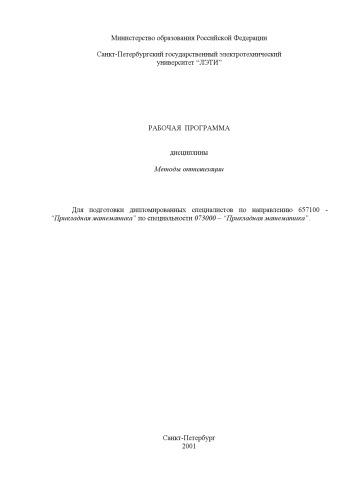 Министерство образования Российской Федерации
Санкт-Петербургский государственный электротехнический
университет “ЛЭТИ”
РАБОЧАЯ ПРОГРАММА
дисциплины
Методы оптимизации
Для подготовки дипломированных специалистов по направлению 657100 -
“Прикладная математика” по специальности 073000 – “Прикладная математика”.
Санкт-Петербург
2001